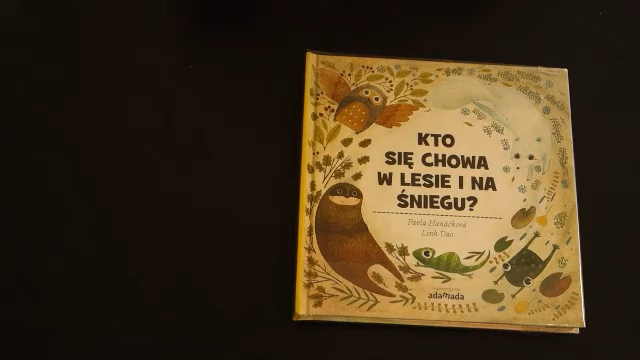 KTO
SIĘ CHOWA
W LESIE I NA
ŚNIEGU?
Pavla Hanáčková
Linh Dao
adamada